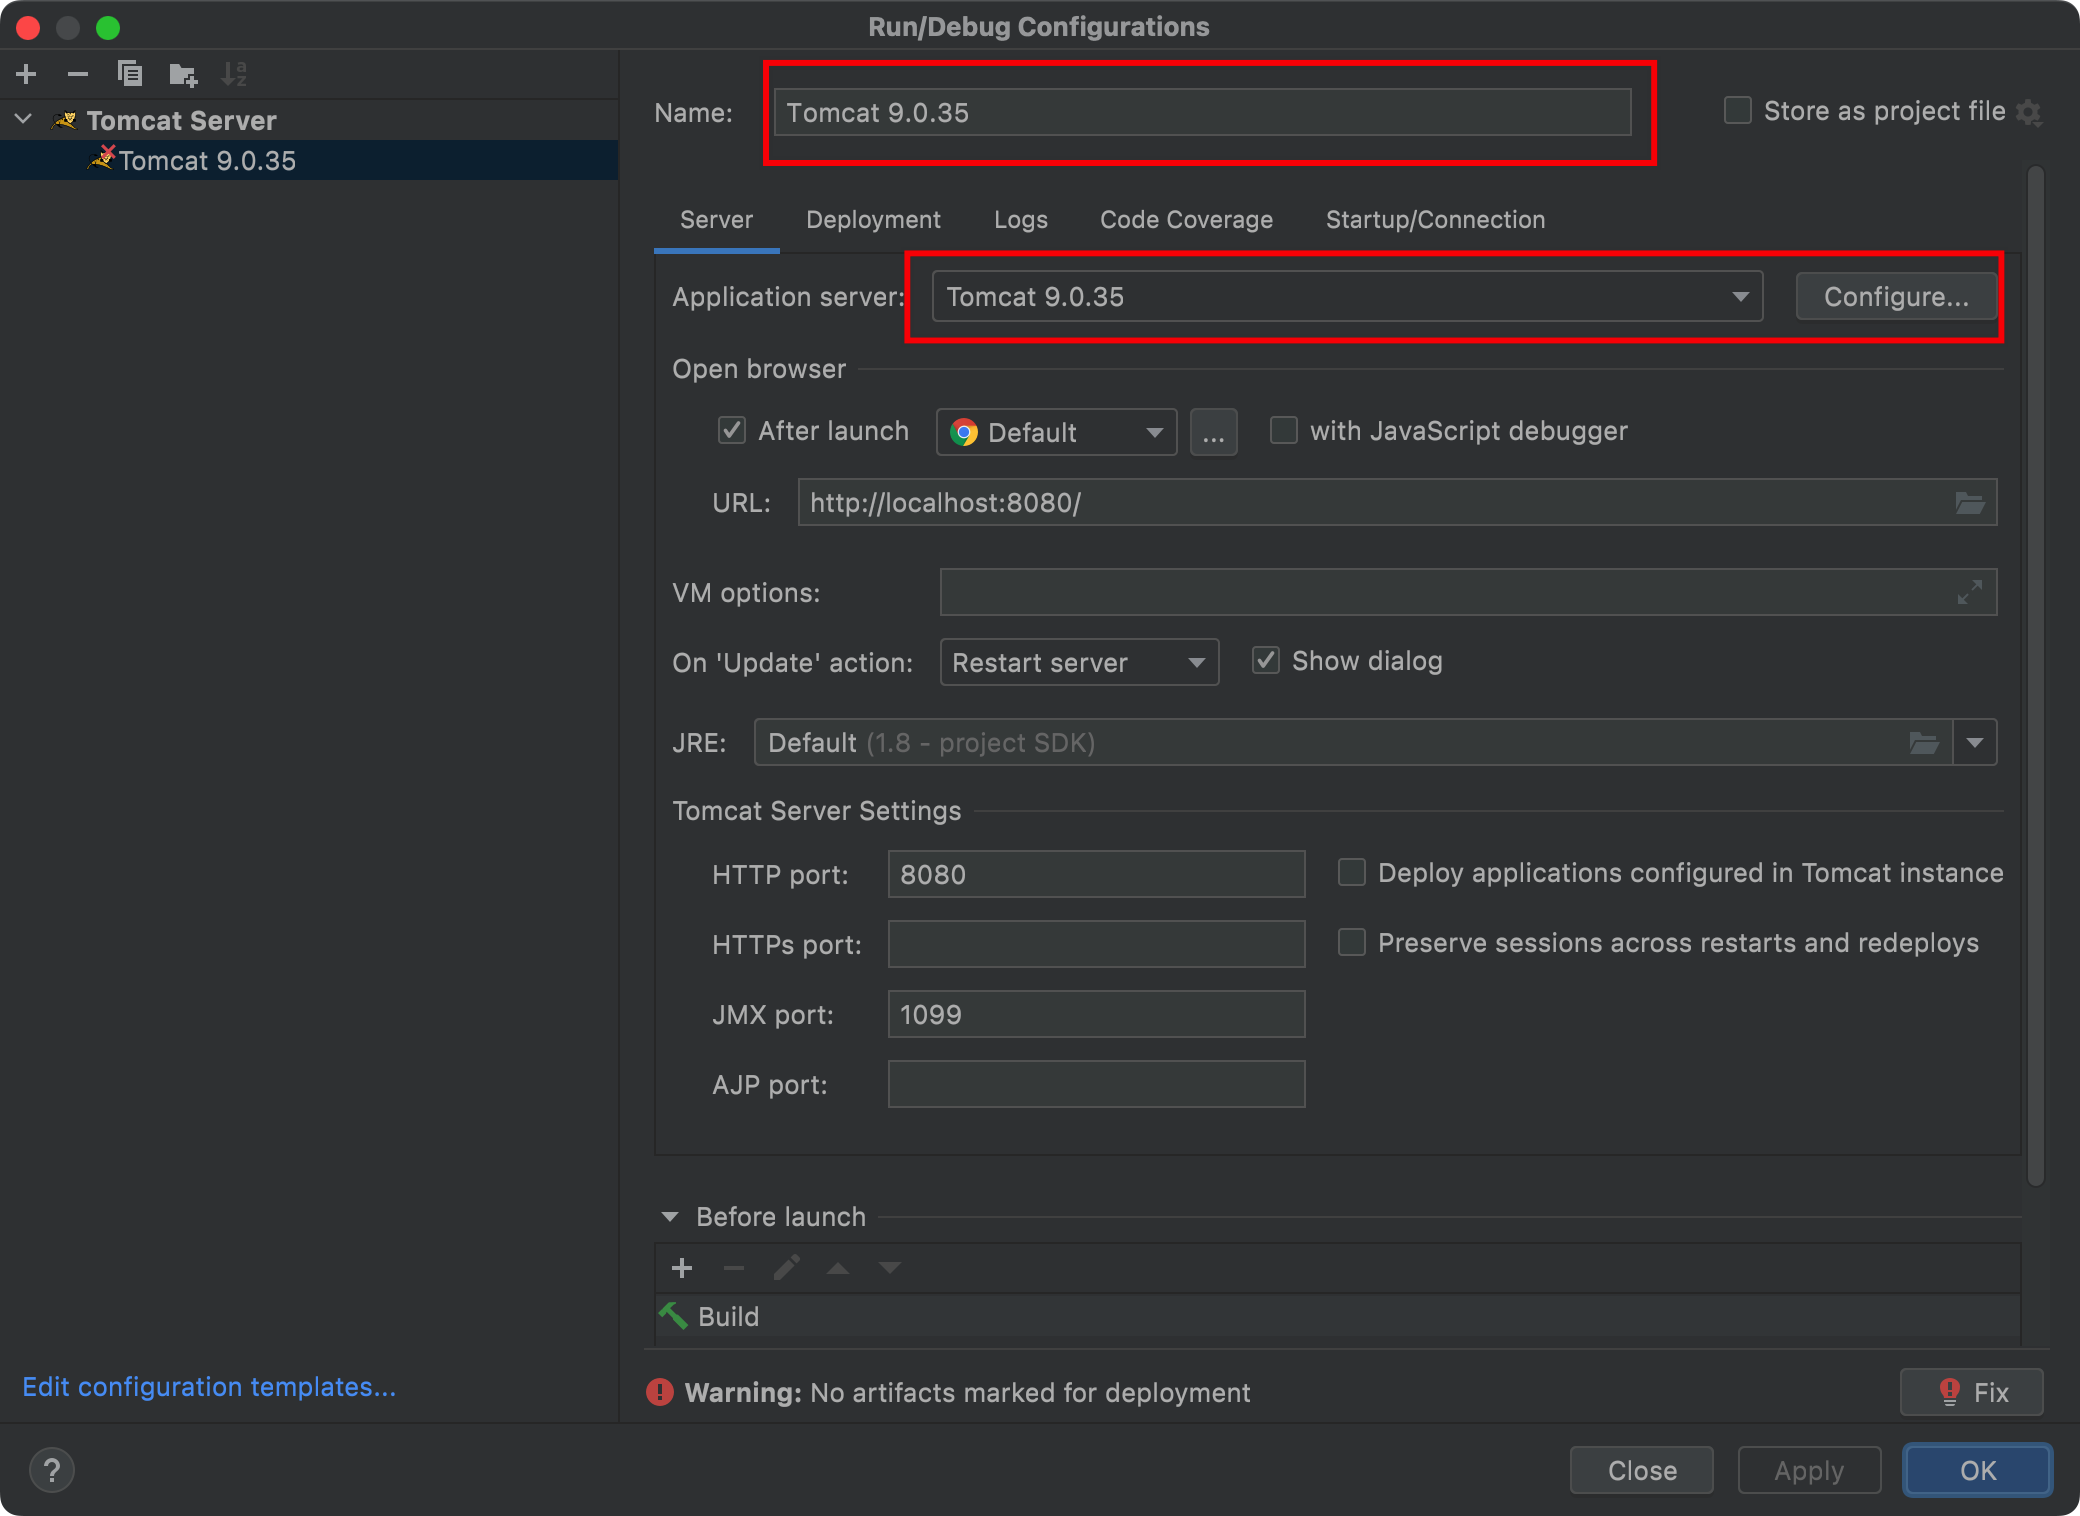 Run/Debug Configurations
Tomcat Server
Tomcat 9.0.35
Name: Tomcat 9.0.35
Store as project file
Server Deployment Logs Code Coverage Startup/Connection
Application server: Tomcat 9.0.35 Configure...
Open browser
After launch Default ... with JavaScript debugger
URL: http://localhost:8080/
VM options:
On 'Update' action: Restart server Show dialog
JRE: Default (1.8 - project SDK)
Tomcat Server Settings
HTTP port: 8080 Deploy applications configured in Tomcat instance
HTTPs port: Preserve sessions across restarts and redeploys
JMX port: 1099
AJP port:
Before launch
Build
Edit configuration templates...
Warning: No artifacts marked for deployment Fix
? Close Apply OK